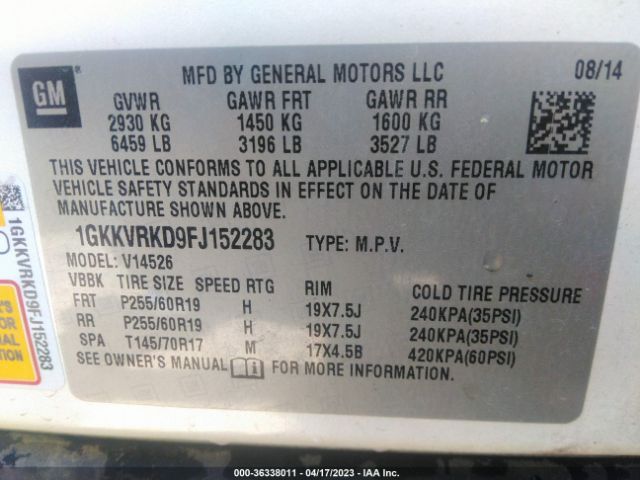 GM ®
MFD BY GENERAL MOTORS LLC 08/14
GVWR GAWR FRT GAWR RR
2930 KG 1450 KG 1600 KG
6459 LB 3196 LB 3527 LB
THIS VEHICLE CONFORMS TO ALL APPLICABLE U.S. FEDERAL MOTOR
VEHICLE SAFETY STANDARDS IN EFFECT ON THE DATE OF
MANUFACTURE SHOWN ABOVE.
1GKKVRKD9FJ152283 TYPE: M.P.V.
MODEL: V14526
VBBK TIRE SIZE SPEED RTG RIM COLD TIRE PRESSURE
FRT P255/60R19 H 19X7.5J 240KPA(35PSI)
RR P255/60R19 H 19X7.5J 240KPA(35PSI)
SPA T145/70R17 M 17X4.5B 420KPA(60PSI)
SEE OWNER'S MANUAL FOR MORE INFORMATION.
1GKKVRKD9FJ152283
000-36338011 - 04/17/2023 - IAA Inc.